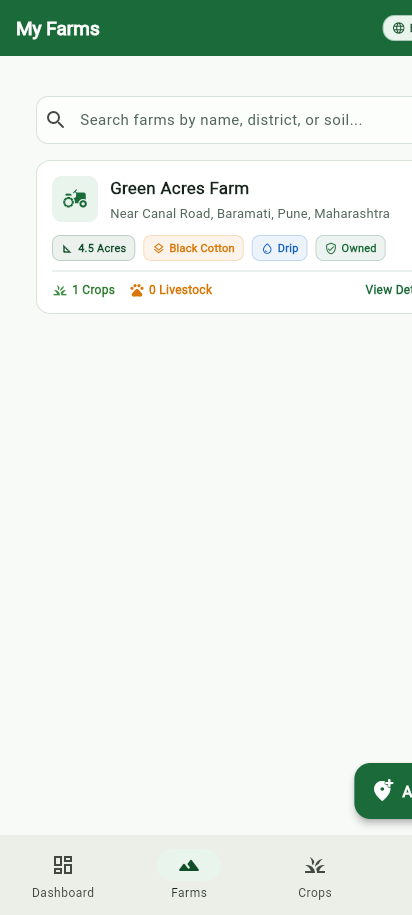 My Farms
Search farms by name, district, or soil...
Green Acres Farm
Near Canal Road, Baramati, Pune, Maharashtra
4.5 Acres
Black Cotton
Drip
Owned
1 Crops
0 Livestock
View
Dashboard
Farms
Crops